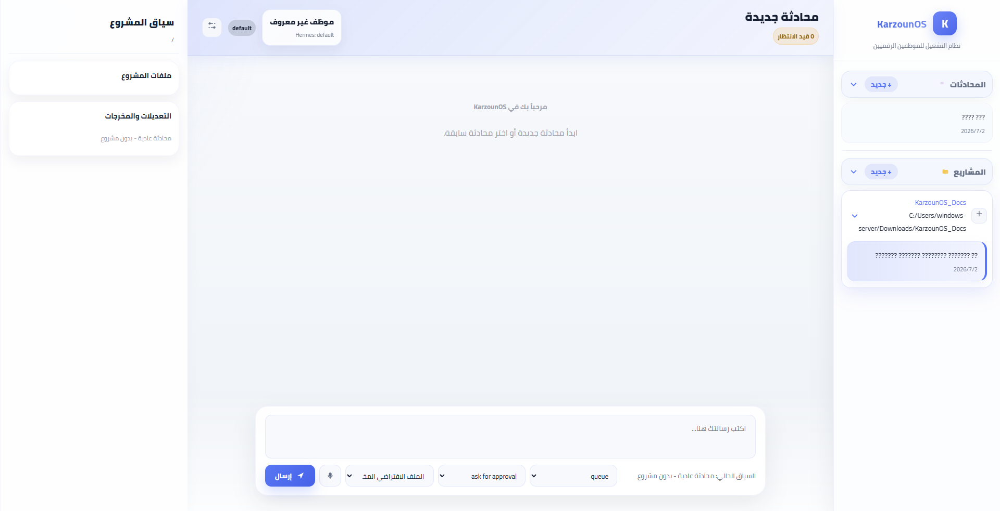 K
KarzounOS
نظام التشغيل للموظفين الرقميين
المحادثات
+ جديد
??? ????
2026/7/2
المشاريع
+ جديد
KarzounOS_Docs
C:/Users/windows-
server/Downloads/KarzounOS_Docs
+
?? ??????? ???????? ??????? ???????
2026/7/2
محادثة جديدة
0 قيد الانتظار
موظف غير معروف
Hermes: default
default
مرحباً بك في KarzounOS
ابدأ محادثة جديدة أو اختر محادثة سابقة.
اكتب رسالتك هنا...
السياق الحالي: محادثة عادية - بدون مشروع
queue
ask for approval
الملف الافتراضي المخـ
إرسال
سياق المشروع
/
ملفات المشروع
التعديلات والمخرجات
محادثة عادية - بدون مشروع